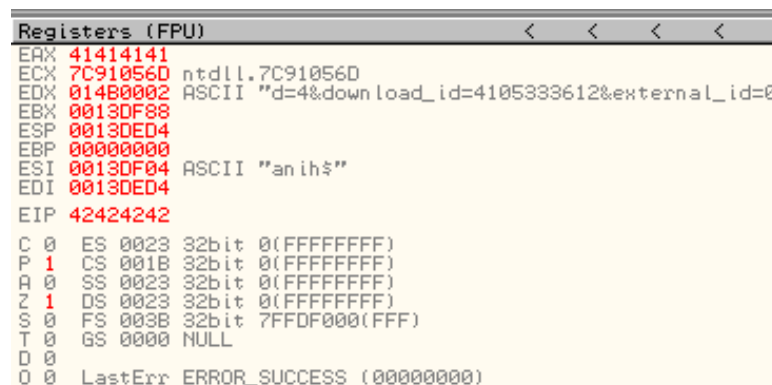 Registers (FPU) < < < <
EAX 41414141
ECX 7C91056D ntdll.7C91056D
EDX 014B0002 ASCII "d=4&download_id=4105333612&external_id=0
EBX 0013DF88
ESP 0013DED4
EBP 00000000
ESI 0013DF04 ASCII "anih$"
EDI 0013DED4
EIP 42424242
C 0 ES 0023 32bit 0(FFFFFFFF)
P 1 CS 001B 32bit 0(FFFFFFFF)
A 0 SS 0023 32bit 0(FFFFFFFF)
Z 1 DS 0023 32bit 0(FFFFFFFF)
S 0 FS 003B 32bit 7FFDF000(FFF)
T 0 GS 0000 NULL
D 0
O 0 LastErr ERROR_SUCCESS (00000000)